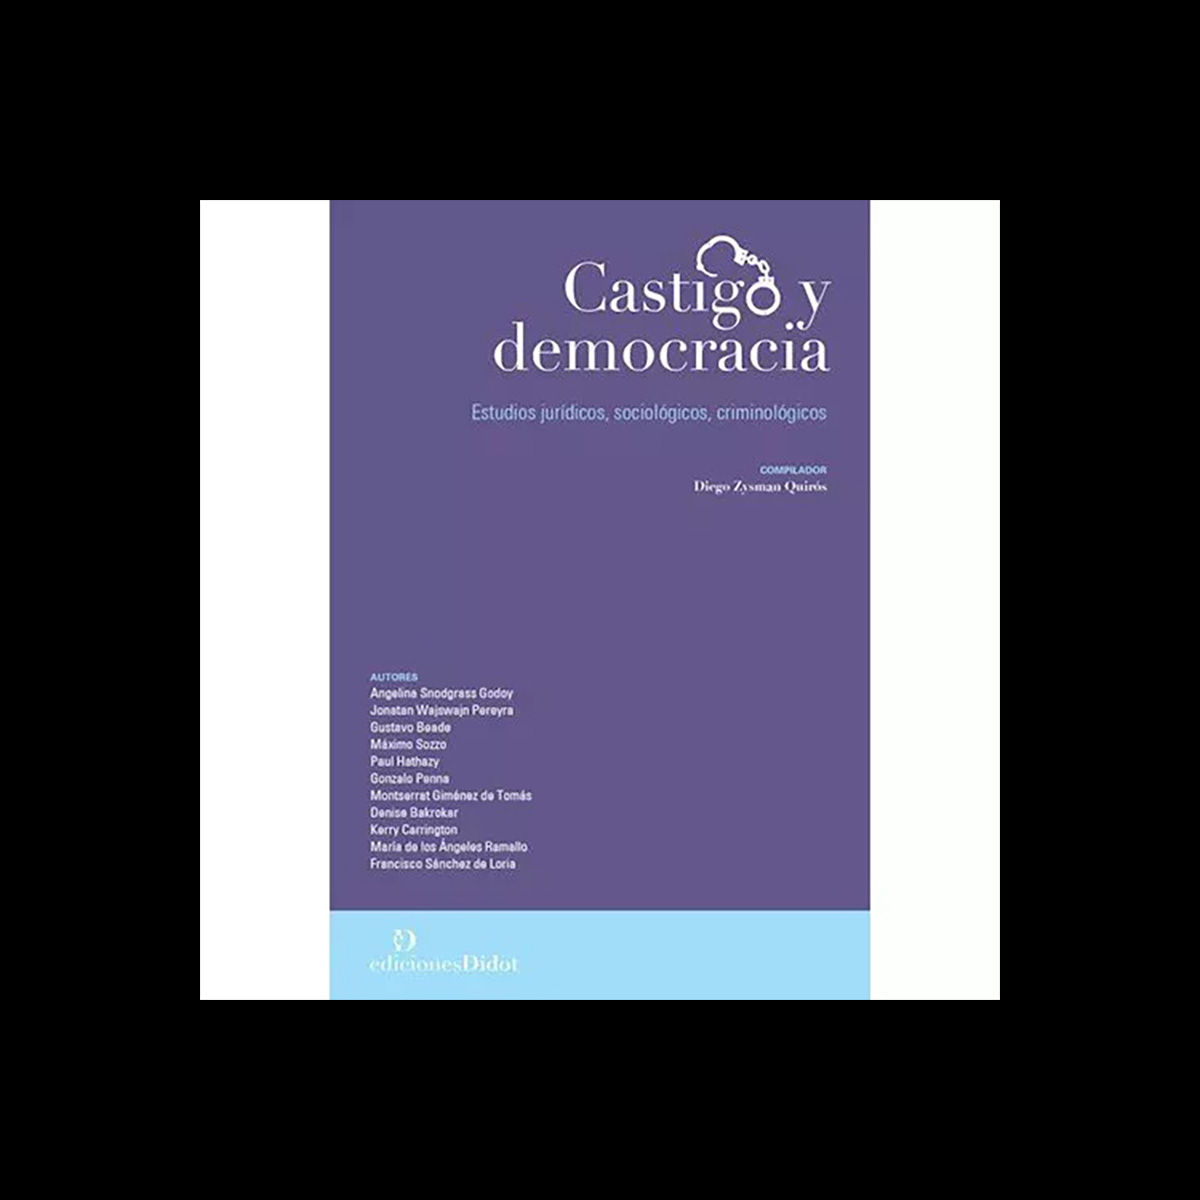 Castigo y
democracia
Estudios jurídicos, sociológicos, criminológicos
COMPILADOR
Diego Zysman Quirós
AUTORES
Angelina Snodgrass Godoy
Jonatan Wajswajn Pereyra
Gustavo Beade
Máximo Sozzo
Paul Hathazy
Gonzalo Penna
Montserrat Giménez de Tomás
Denise Bakrokar
Kerry Carrington
María de los Ángeles Ramallo
Francisco Sánchez de Loria
edicionesDidot